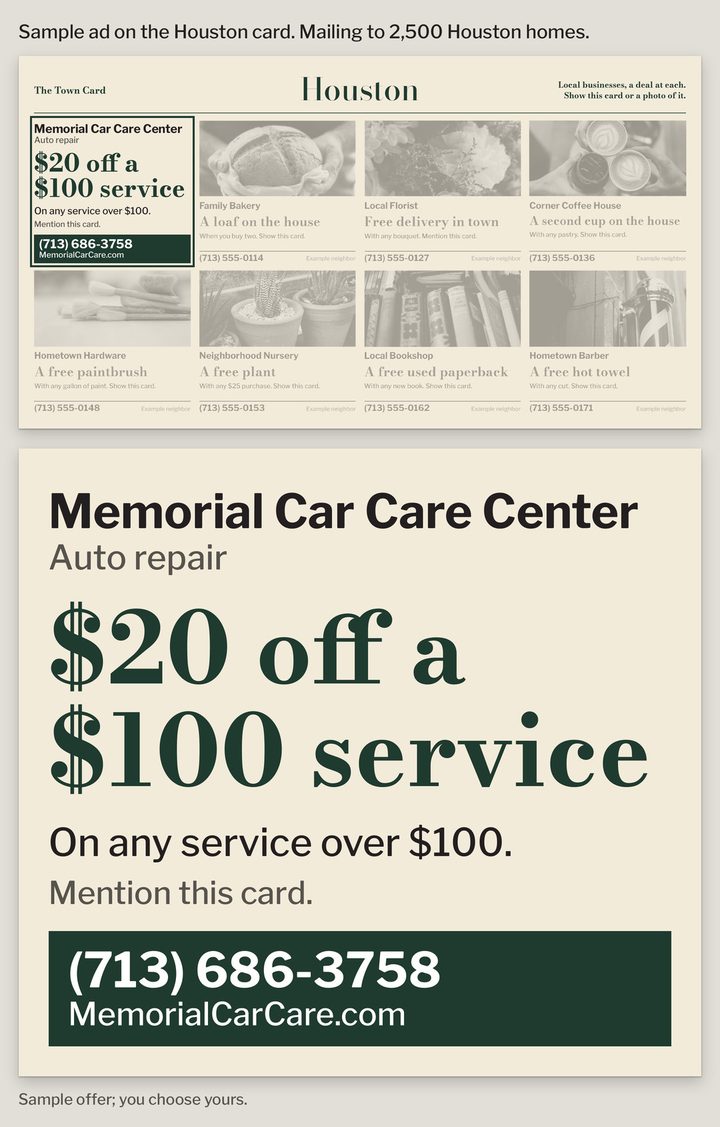 Sample ad on the Houston card. Mailing to 2,500 Houston homes.
The Town Card
Houston
Local businesses, a deal at each.
Show this card or a photo of it.
Memorial Car Care Center
Auto repair
$20 off a
$100 service
On any service over $100.
Mention this card.
(713) 686-3758
MemorialCarCare.com
Family Bakery
A loaf on the house
When you buy two. Show this card.
(713) 555-0114 Example neighbor
Local Florist
Free delivery in town
With any bouquet. Mention this card.
(713) 555-0127 Example neighbor
Corner Coffee House
A second cup on the house
With any pastry. Show this card.
(713) 555-0136 Example neighbor
Hometown Hardware
A free paintbrush
With any gallon of paint. Show this card.
(713) 555-0148 Example neighbor
Neighborhood Nursery
A free plant
With any $25 purchase. Show this card.
(713) 555-0153 Example neighbor
Local Bookshop
A free used paperback
With any new book. Show this card.
(713) 555-0162 Example neighbor
Hometown Barber
A free hot towel
With any cut. Show this card.
(713) 555-0171 Example neighbor
Memorial Car Care Center
Auto repair
$20 off a
$100 service
On any service over $100.
Mention this card.
(713) 686-3758
MemorialCarCare.com
Sample offer; you choose yours.